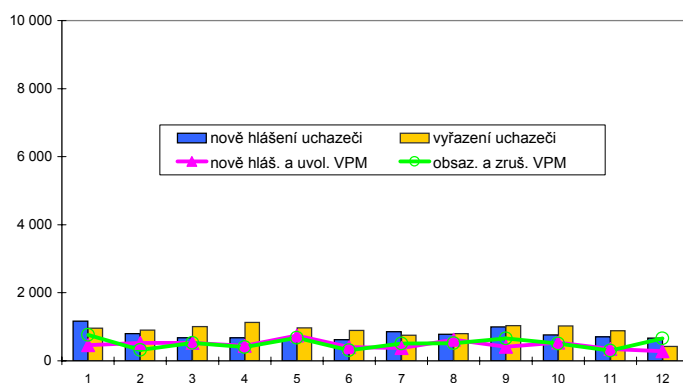 10 000
8 000
6 000
4 000
2 000
0
nově hlášení uchazeči vyřazení uchazeči
nově hláš. a uvol. VPM obsaz. a zruš. VPM
1 2 3 4 5 6 7 8 9 10 11 12